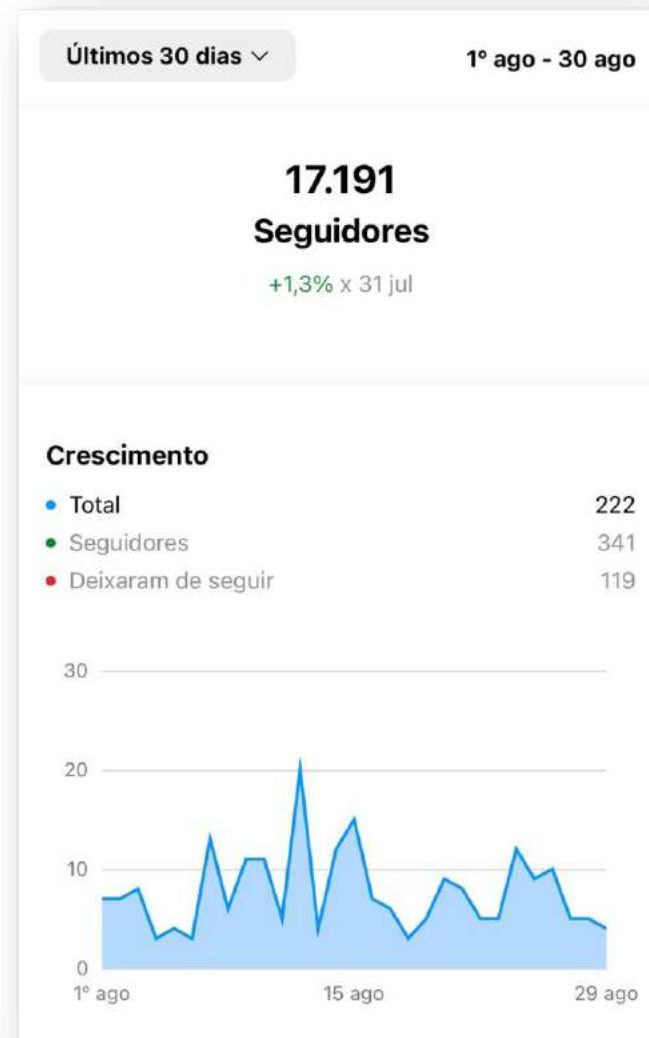 Últimos 30 dias
1º ago - 30 ago
17.191
Seguidores
+1,3% x 31 jul
Crescimento
Total 222
Seguidores 341
Deixaram de seguir 119
30
20
10
0
1º ago 15 ago 29 ago